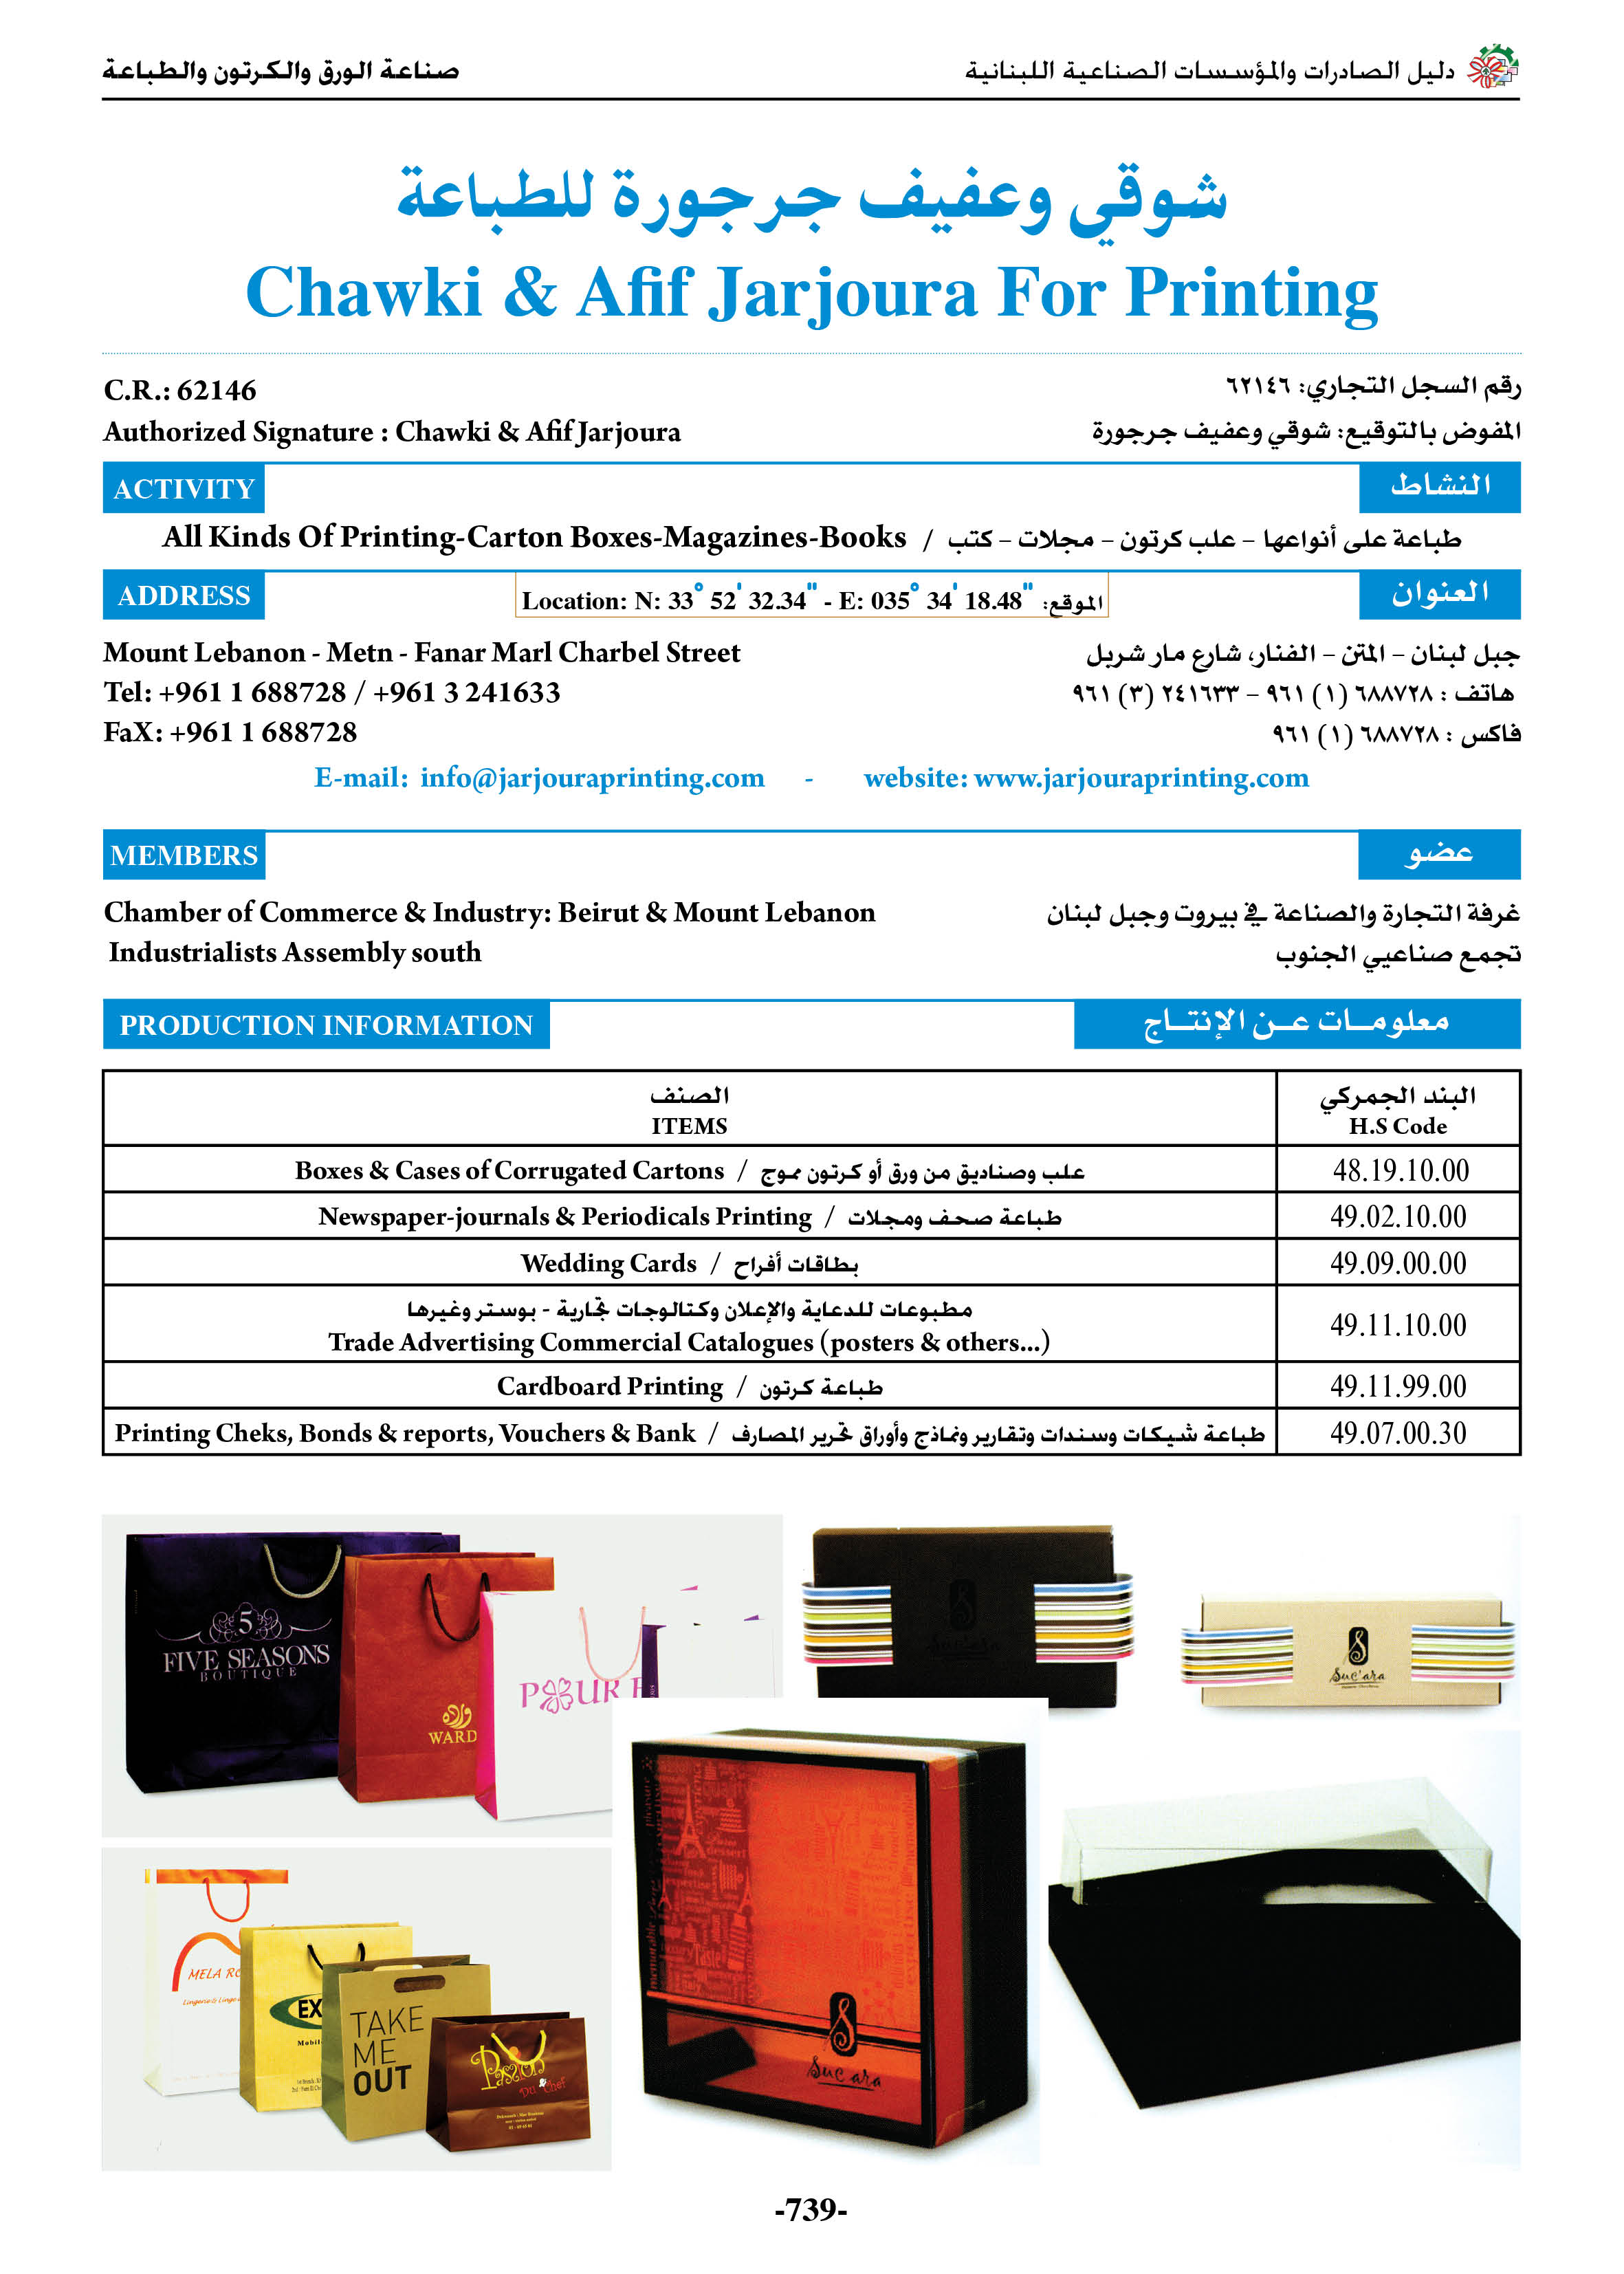 دليل الصادرات والمؤسسات الصناعية اللبنانية
صناعة الورق والكرتون والطباعة
شوقي وعفيف جرجورة للطباعة
Chawki & Afif Jarjoura For Printing
C.R.: 62146
رقم السجل التجاري: ٦٢١٤٦
Authorized Signature : Chawki & Afif Jarjoura
المفوض بالتوقيع: شوقي وعفيف جرجورة
ACTIVITY
النشاط
All Kinds Of Printing-Carton Boxes-Magazines-Books / طباعة على أنواعها - علب كرتون - مجلات - كتب
ADDRESS
Location: N: 33° 52' 32.34" - E: 035° 34' 18.48" :الموقع
العنوان
Mount Lebanon - Metn - Fanar Marl Charbel Street
جبل لبنان - المتن - الفنار، شارع مار شربل
Tel: +961 1 688728 / +961 3 241633
هاتف : ٦٨٨٧٢٨ (١) ٩٦١ - ٢٤١٦٣٣ (٣) ٩٦١
FaX: +961 1 688728
فاكس : ٦٨٨٧٢٨ (١) ٩٦١
E-mail: info@jarjouraprinting.com - website: www.jarjouraprinting.com
MEMBERS
عضو
Chamber of Commerce & Industry: Beirut & Mount Lebanon
غرفة التجارة والصناعة في بيروت وجبل لبنان
Industrialists Assembly south
تجمع صناعيي الجنوب
PRODUCTION INFORMATION
معلومـات عـن الإنتـاج
الصنف
ITEMS
البند الجمركي
H.S Code
Boxes & Cases of Corrugated Cartons / علب وصناديق من ورق أو كرتون مموج
48.19.10.00
Newspaper-journals & Periodicals Printing / طباعة صحف ومجلات
49.02.10.00
Wedding Cards / بطاقات أفراح
49.09.00.00
مطبوعات للدعاية والإعلان وكتالوجات تجارية - بوستر وغيرها
Trade Advertising Commercial Catalogues (posters & others...)
49.11.10.00
Cardboard Printing / طباعة كرتون
49.11.99.00
Printing Cheks, Bonds & reports, Vouchers & Bank / طباعة شيكات وسندات وتقارير ونماذج وأوراق تحرير المصارف
49.07.00.30
5
FIVE SEASONS
BOUTIQUE
WARD
POUR E
Suc'ara
Suc'ara
MELA RO
EX
Mobil
TAKE
ME
OUT
Passion
Du Chef
Taste
Suc'ara
-739-